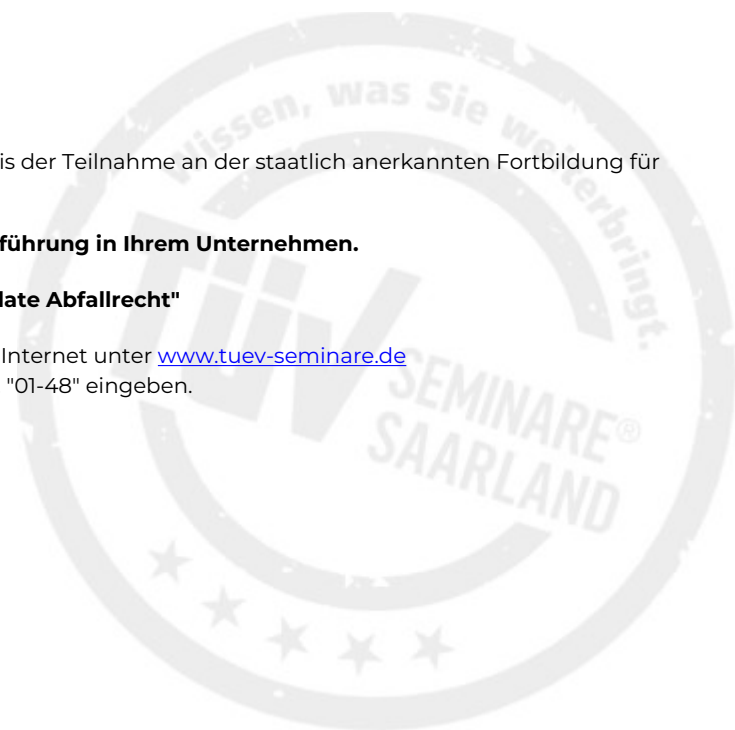 Wissen, was Sie weiterbringt.
is der Teilnahme an der staatlich anerkannten Fortbildung für
führung in Ihrem Unternehmen.
late Abfallrecht"
Internet unter www.tuev-seminare.de
"01-48" eingeben.
TÜV
SEMINARE®
SAARLAND